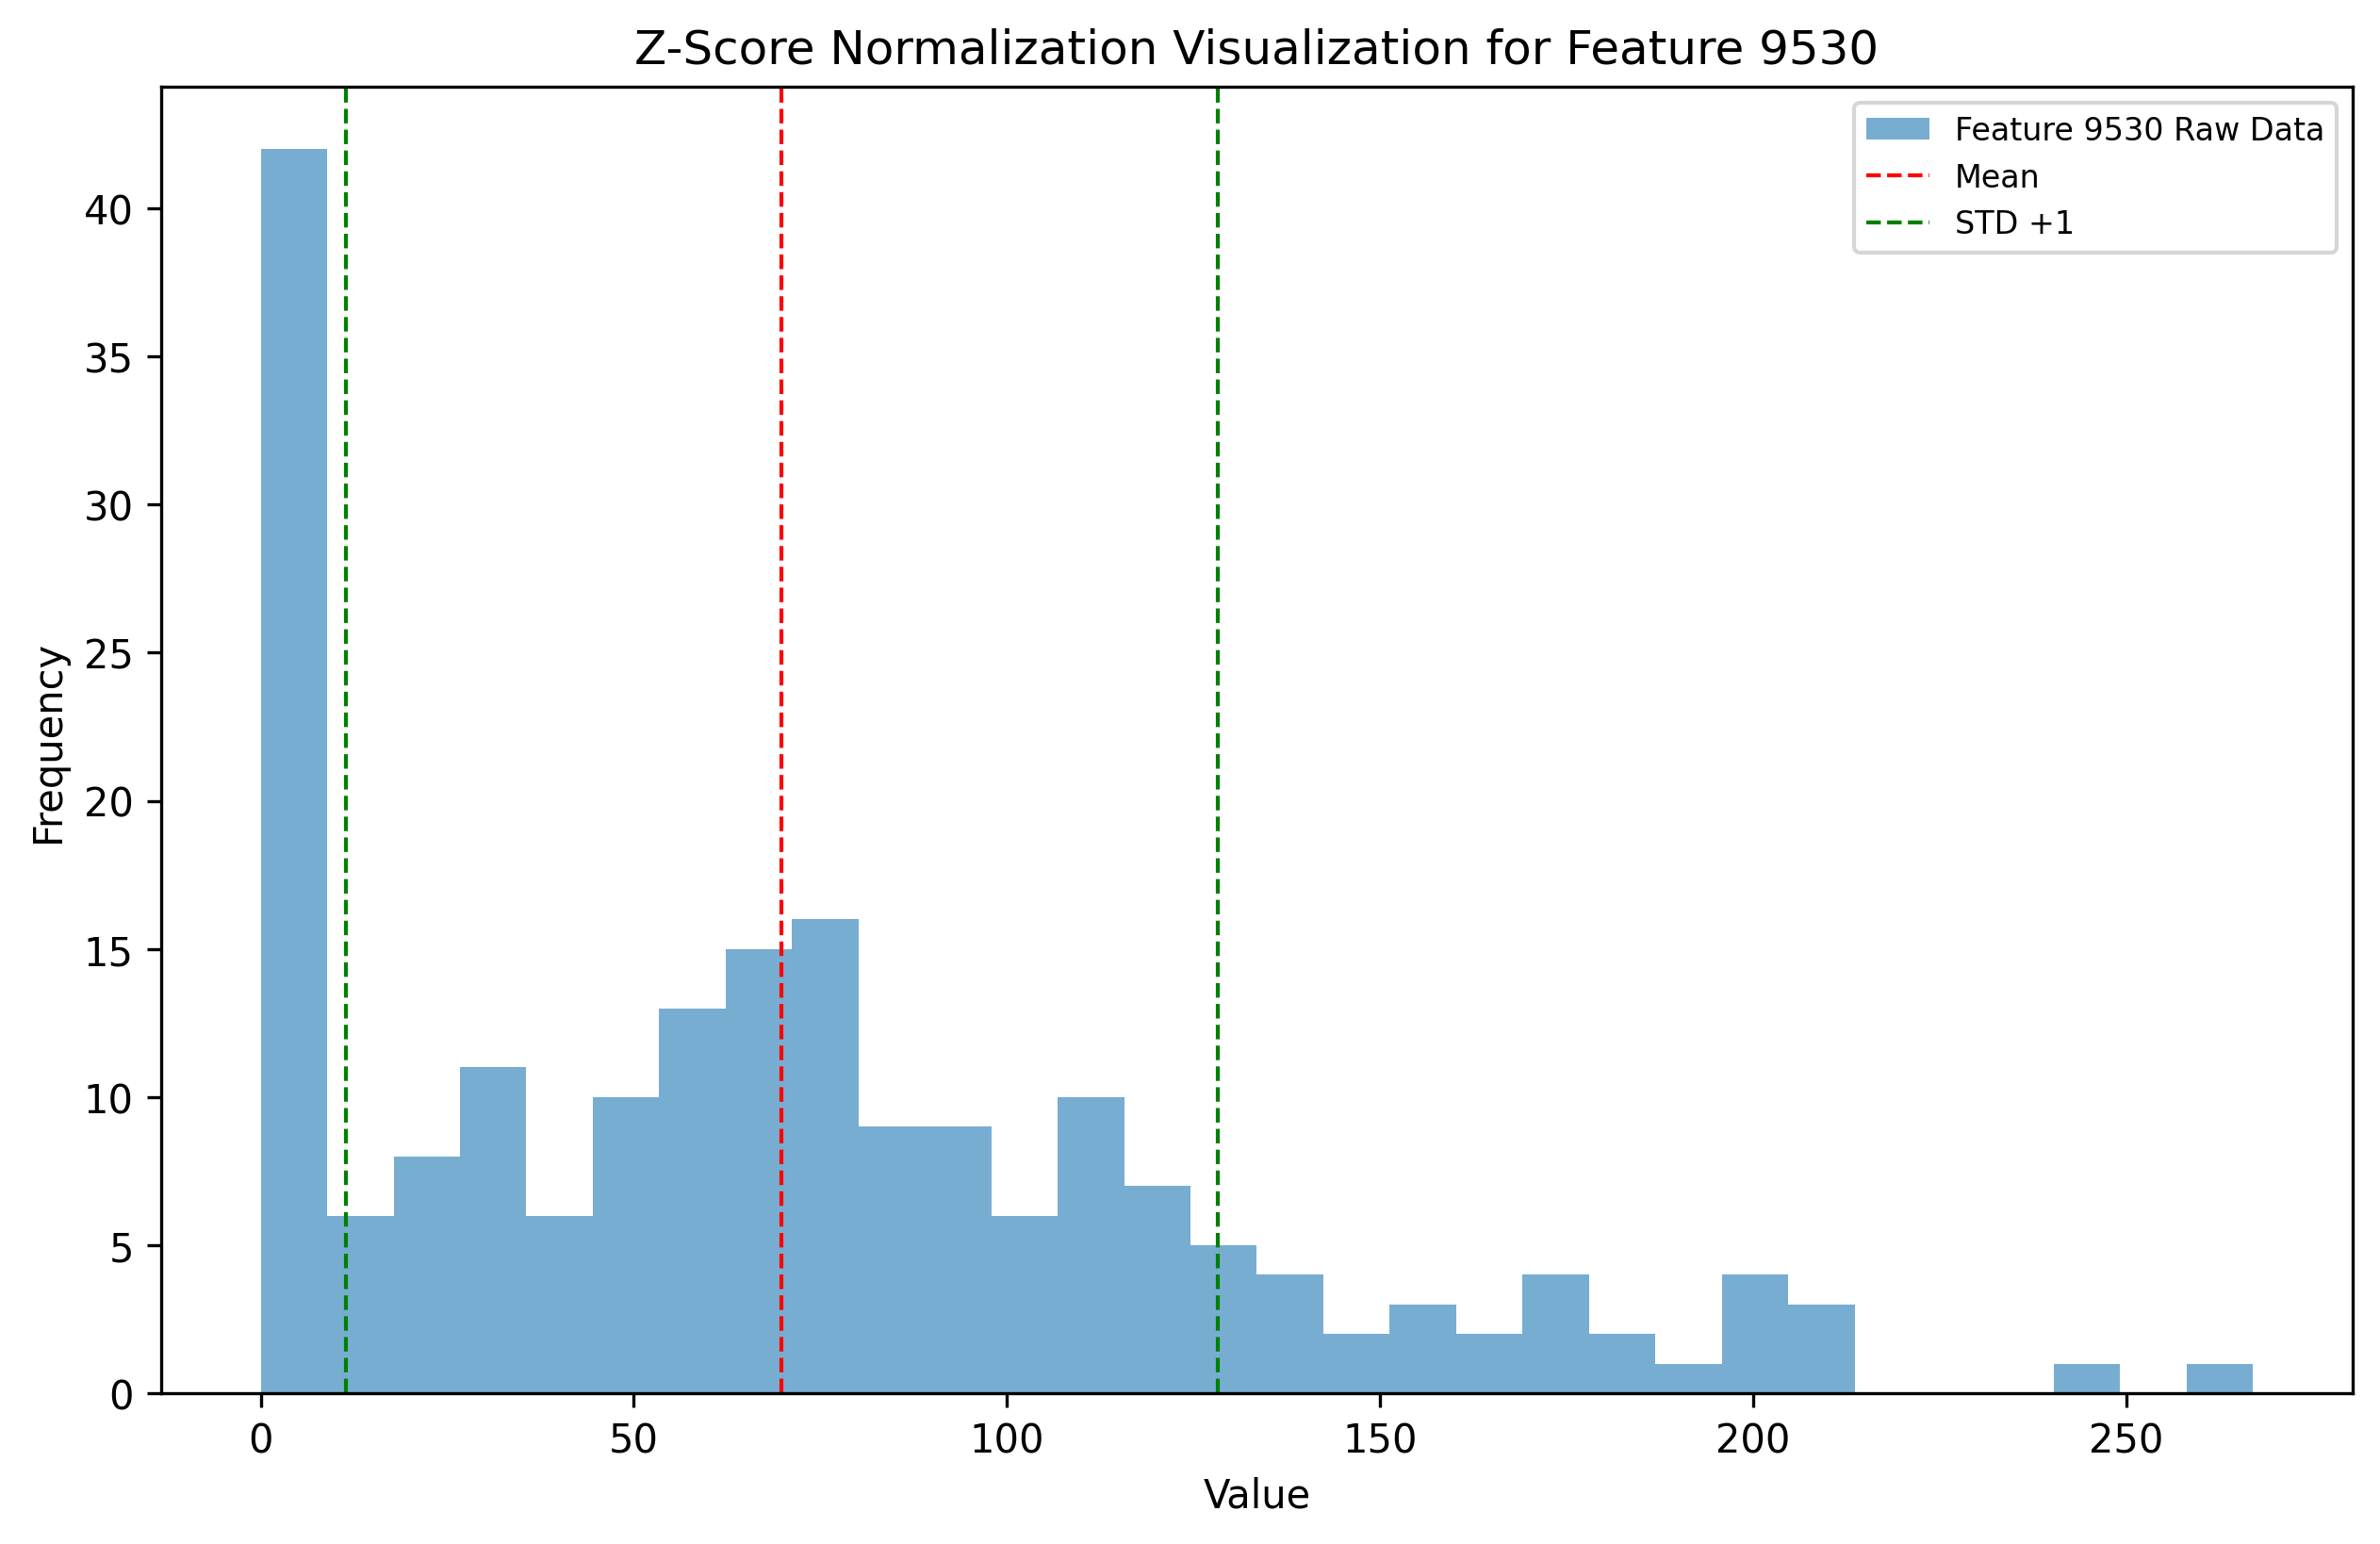 Z-Score Normalization Visualization for Feature 9530
Feature 9530 Raw Data
Mean
STD +1
Frequency
40
35
30
25
20
15
10
5
0
0 50 100 150 200 250
Value